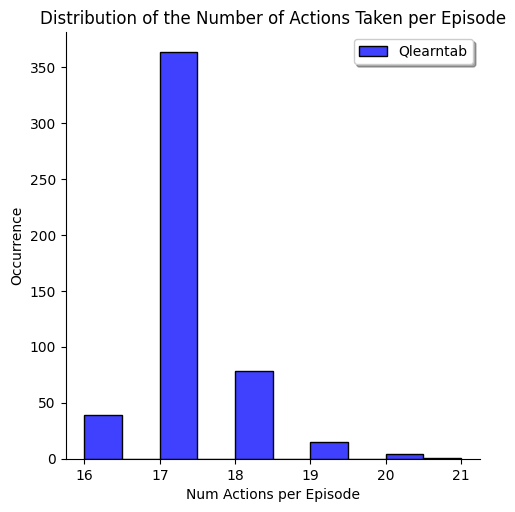 Distribution of the Number of Actions Taken per Episode
Qlearntab
350
300
250
200
150
100
50
0
Occurrence
16 17 18 19 20 21
Num Actions per Episode